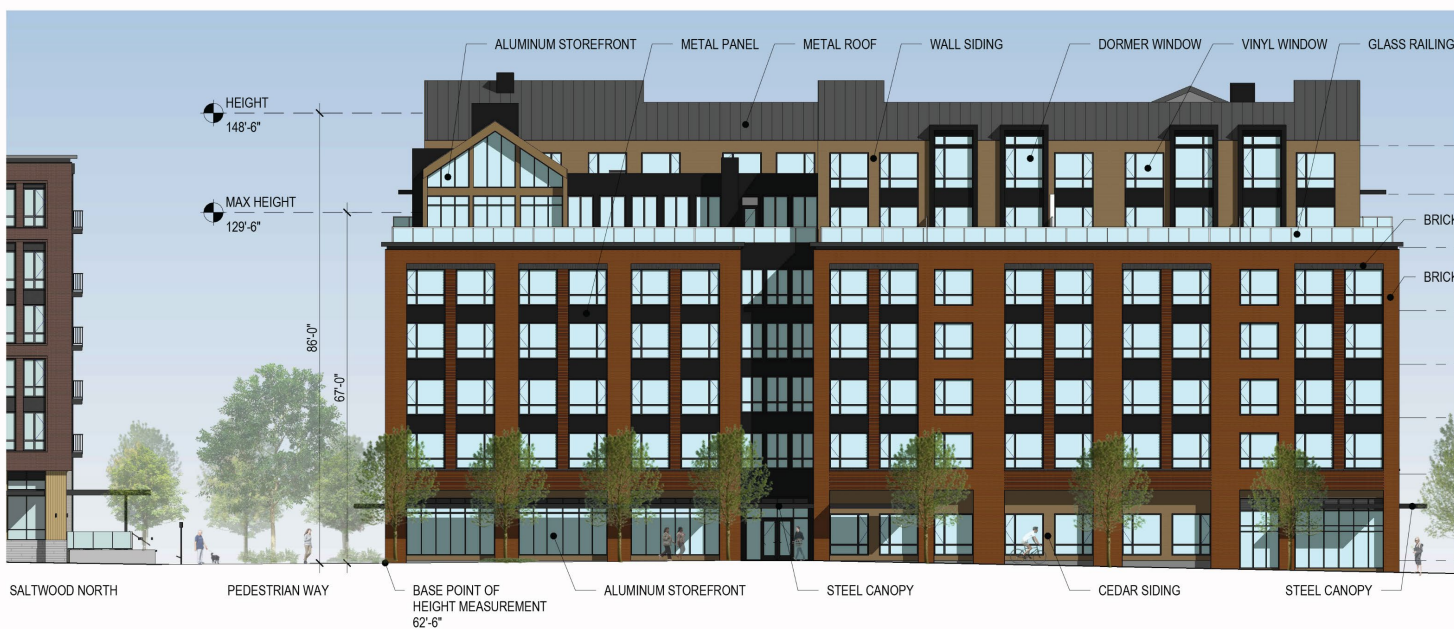 ALUMINUM STOREFRONT
METAL PANEL
METAL ROOF
WALL SIDING
DORMER WINDOW
VINYL WINDOW
GLASS RAILING
HEIGHT
148'-6"
MAX HEIGHT
129'-6"
BRICK
BRICK
86'-0"
67'-0"
SALTWOOD NORTH
PEDESTRIAN WAY
BASE POINT OF
HEIGHT MEASUREMENT
62'-6"
ALUMINUM STOREFRONT
STEEL CANOPY
CEDAR SIDING
STEEL CANOPY